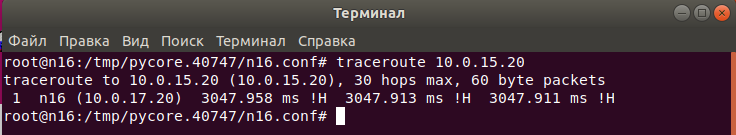 Терминал
Файл Правка Вид Поиск Терминал Справка
root@n16:/tmp/pycore.40747/n16.conf# traceroute 10.0.15.20
traceroute to 10.0.15.20 (10.0.15.20), 30 hops max, 60 byte packets
 1  n16 (10.0.17.20)  3047.958 ms !H  3047.913 ms !H  3047.911 ms !H
root@n16:/tmp/pycore.40747/n16.conf#